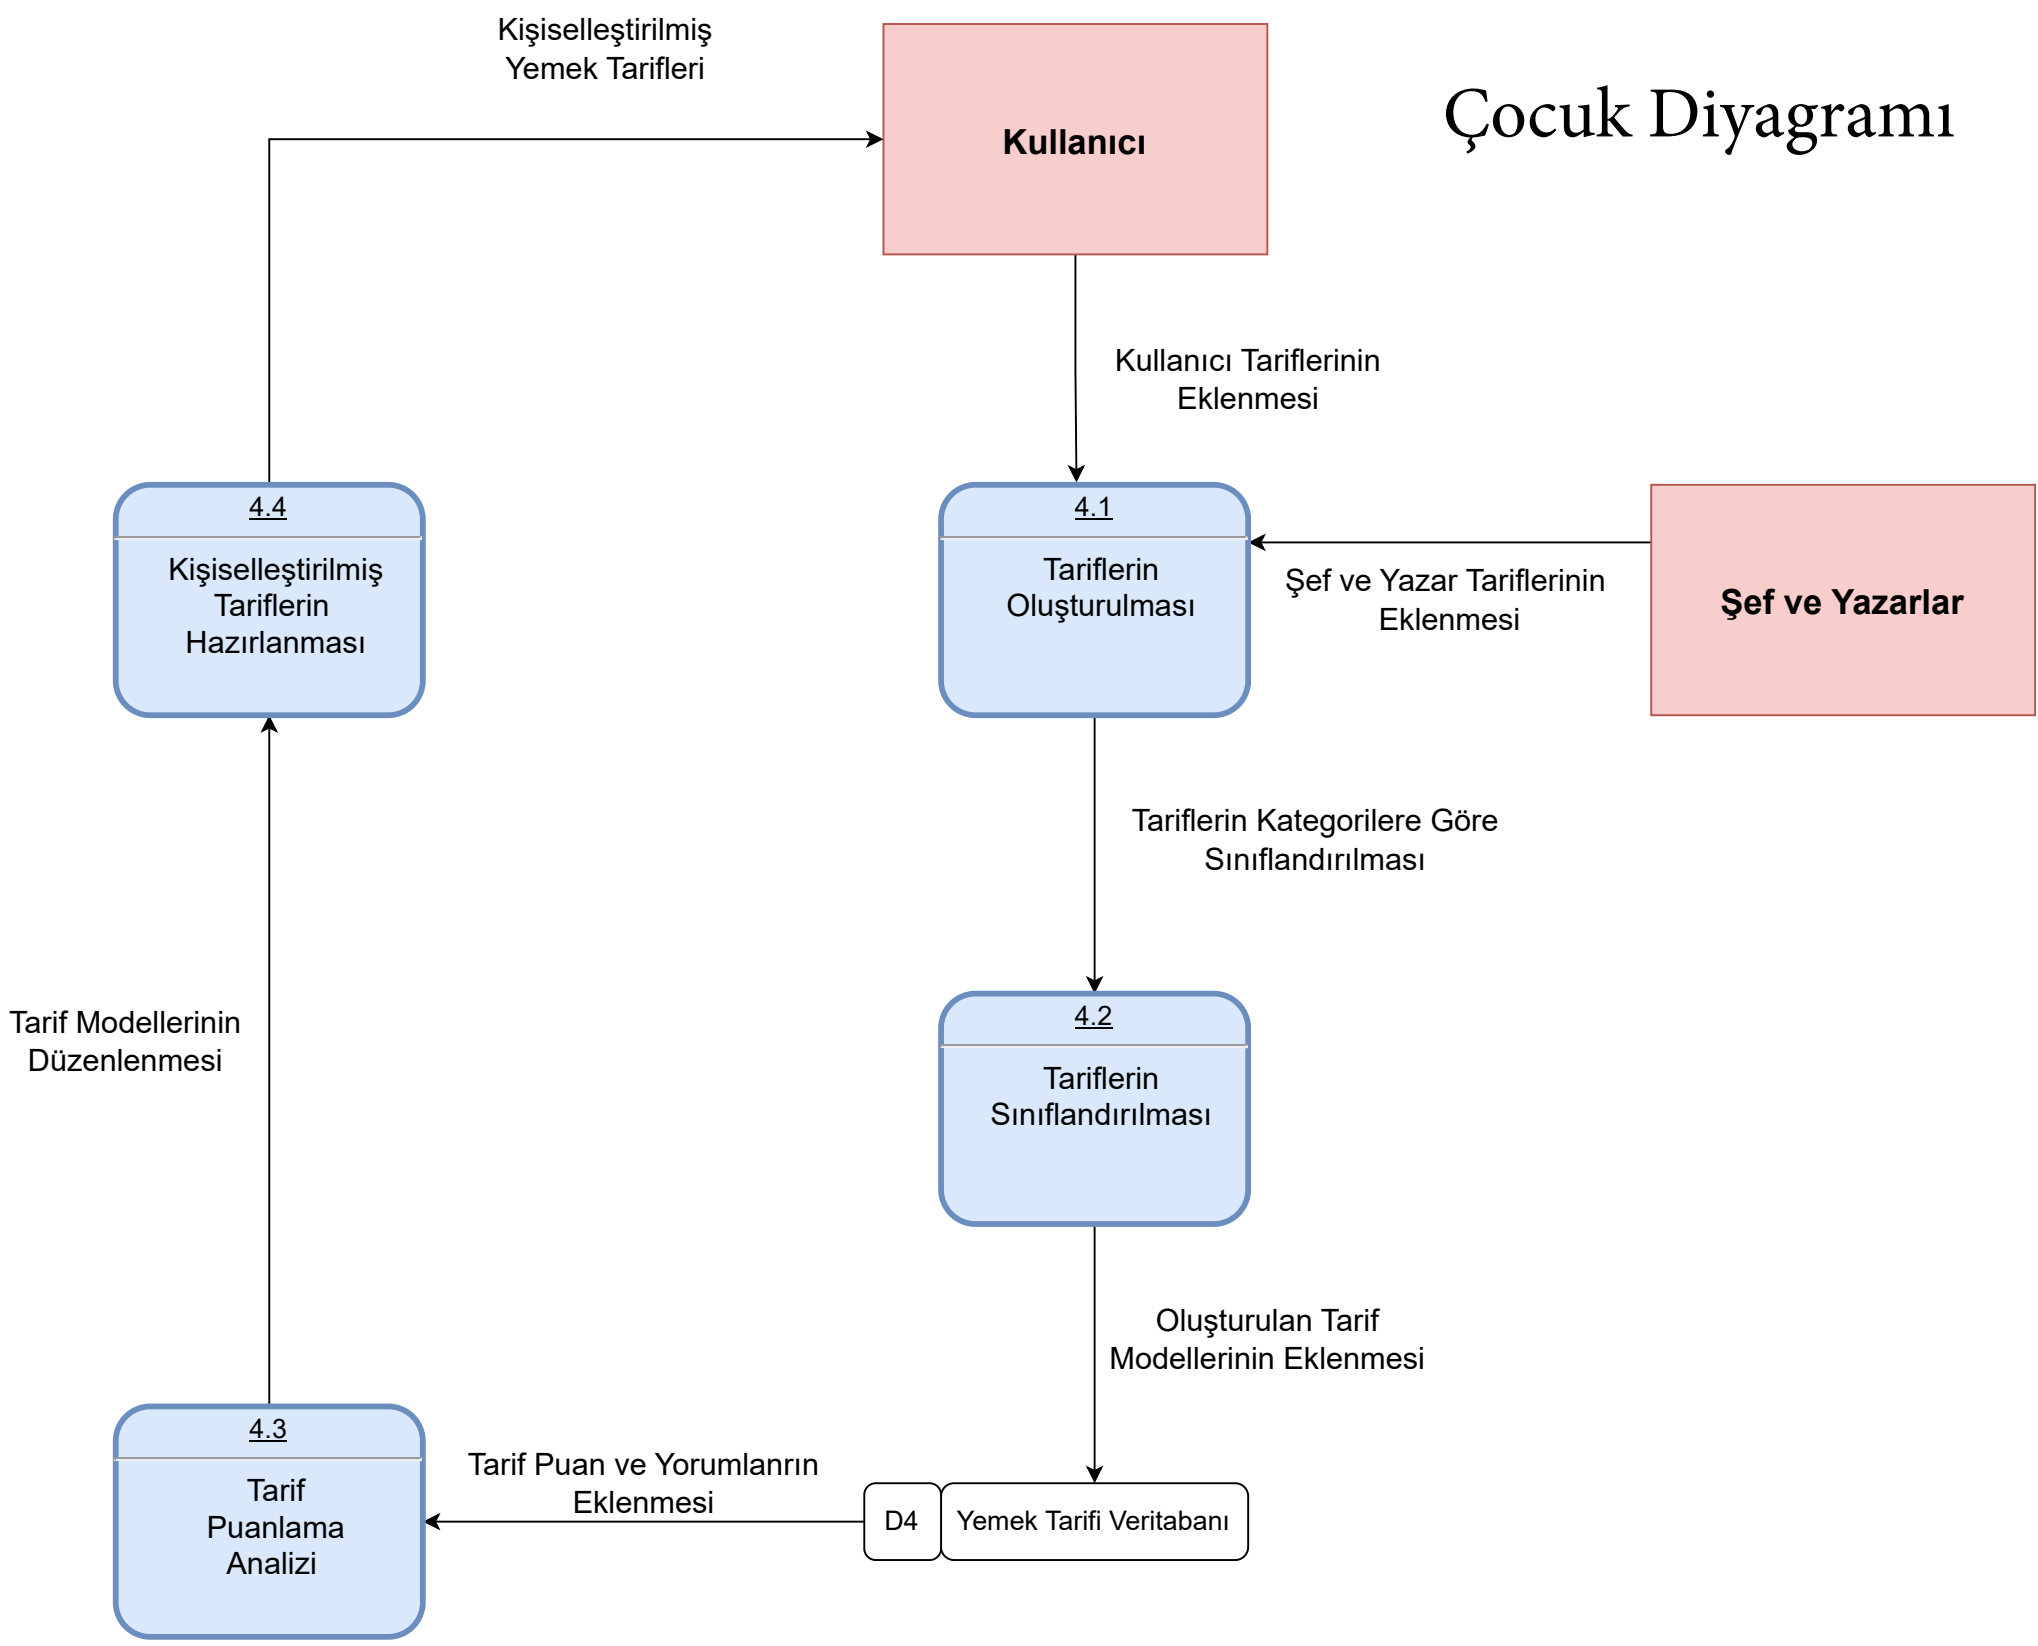 Kişiselleştirilmiş
Yemek Tarifleri
Kullanıcı
Çocuk Diyagramı
Kullanıcı Tariflerinin
Eklenmesi
4.4
Kişiselleştirilmiş
Tariflerin
Hazırlanması
4.1
Tariflerin
Oluşturulması
Şef ve Yazar Tariflerinin
Eklenmesi
Şef ve Yazarlar
Tariflerin Kategorilere Göre
Sınıflandırılması
Tarif Modellerinin
Düzenlenmesi
4.2
Tariflerin
Sınıflandırılması
Oluşturulan Tarif
Modellerinin Eklenmesi
4.3
Tarif
Puanlama
Analizi
Tarif Puan ve Yorumlanrın
Eklenmesi
D4
Yemek Tarifi Veritabanı